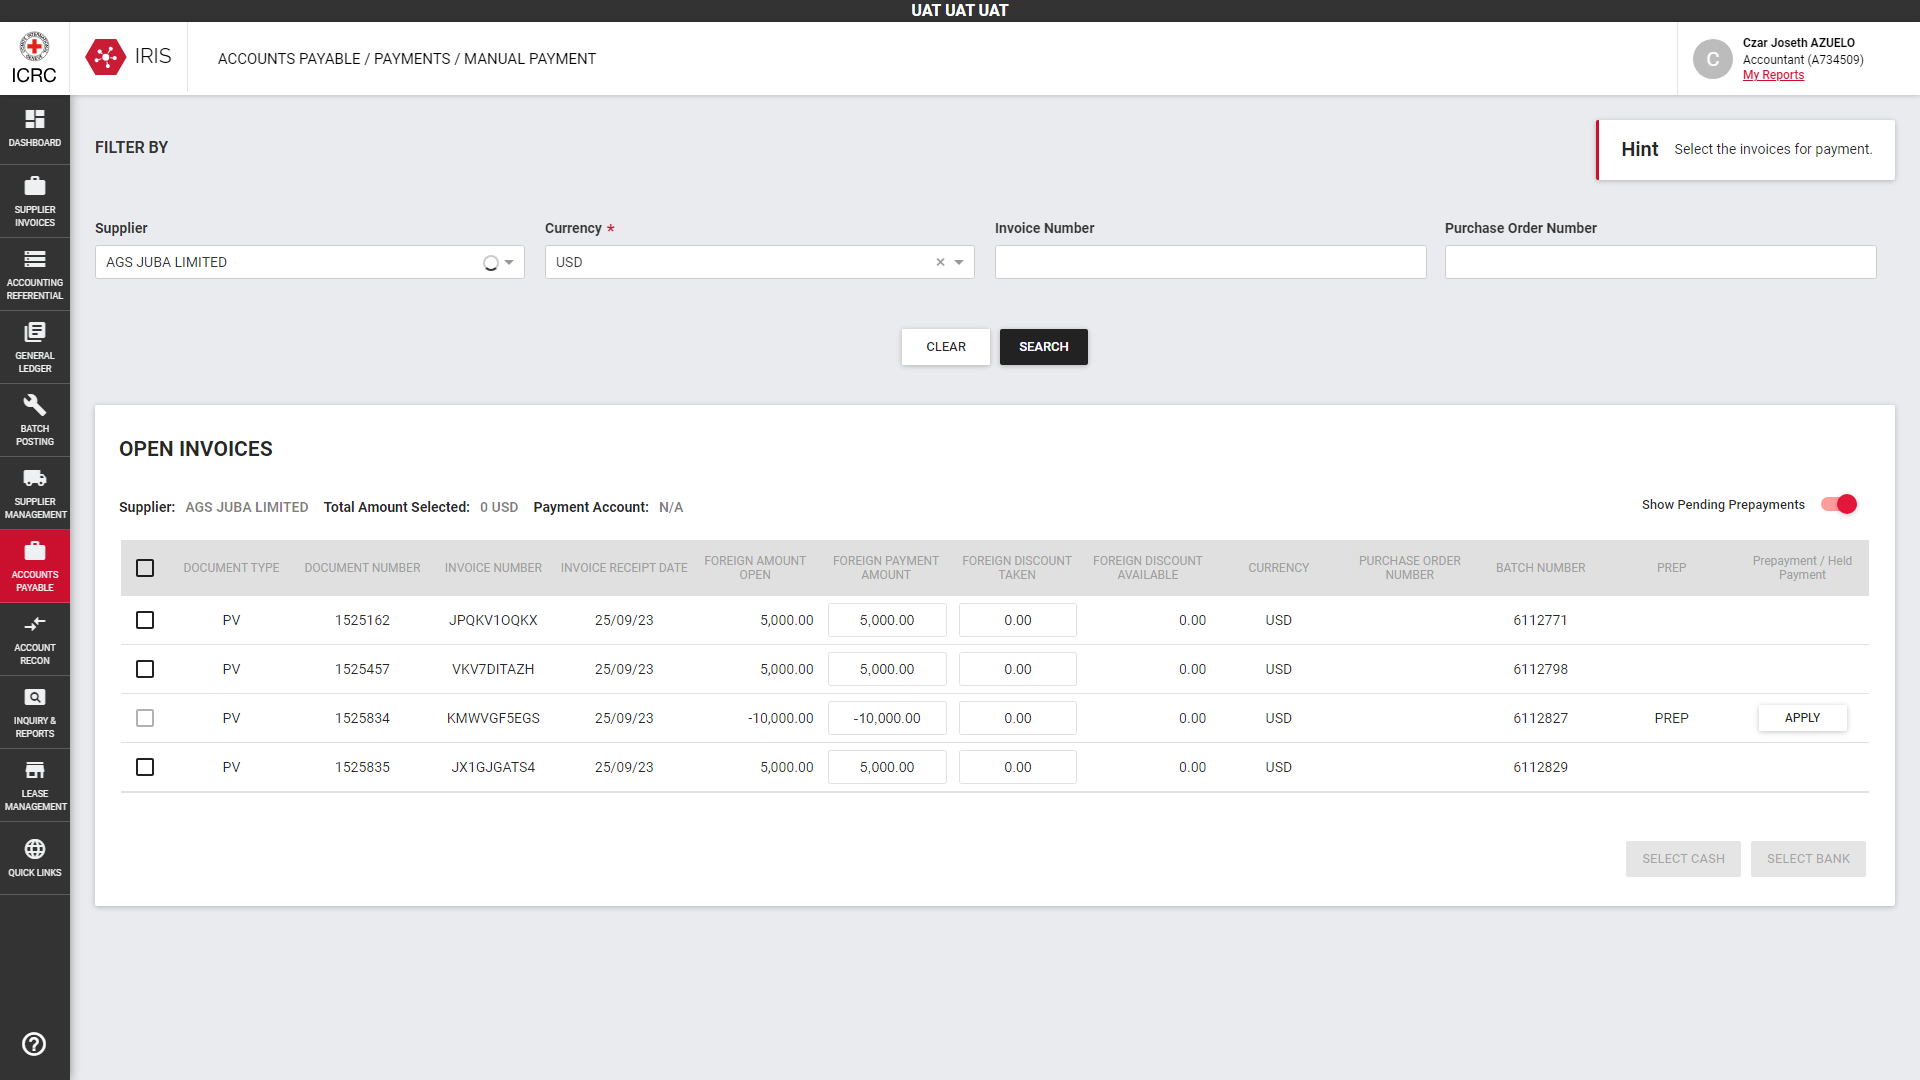 UAT UAT UAT
ICRC
IRIS
ACCOUNTS PAYABLE / PAYMENTS / MANUAL PAYMENT
C
Czar Joseth AZUELO
Accountant (A734509)
My Reports
DASHBOARD
SUPPLIER
INVOICES
ACCOUNTING
REFERENTIAL
GENERAL
LEDGER
BATCH
POSTING
SUPPLIER
MANAGEMENT
ACCOUNTS
PAYABLE
ACCOUNT
RECON
INQUIRY &
REPORTS
LEASE
MANAGEMENT
QUICK LINKS
FILTER BY
Hint Select the invoices for payment.
Supplier Currency * Invoice Number Purchase Order Number
AGS JUBA LIMITED USD
CLEAR SEARCH
OPEN INVOICES
Supplier: AGS JUBA LIMITED Total Amount Selected: 0 USD Payment Account: N/A Show Pending Prepayments
DOCUMENT TYPE DOCUMENT NUMBER INVOICE NUMBER INVOICE RECEIPT DATE FOREIGN AMOUNT OPEN FOREIGN PAYMENT AMOUNT FOREIGN DISCOUNT TAKEN FOREIGN DISCOUNT AVAILABLE CURRENCY PURCHASE ORDER NUMBER BATCH NUMBER PREP Prepayment / Held Payment
PV 1525162 JPQKV1OQKX 25/09/23 5,000.00 5,000.00 0.00 0.00 USD 6112771
PV 1525457 VKV7DITAZH 25/09/23 5,000.00 5,000.00 0.00 0.00 USD 6112798
PV 1525834 KMWVGF5EGS 25/09/23 -10,000.00 -10,000.00 0.00 0.00 USD 6112827 PREP APPLY
PV 1525835 JX1GJGATS4 25/09/23 5,000.00 5,000.00 0.00 0.00 USD 6112829
SELECT CASH SELECT BANK